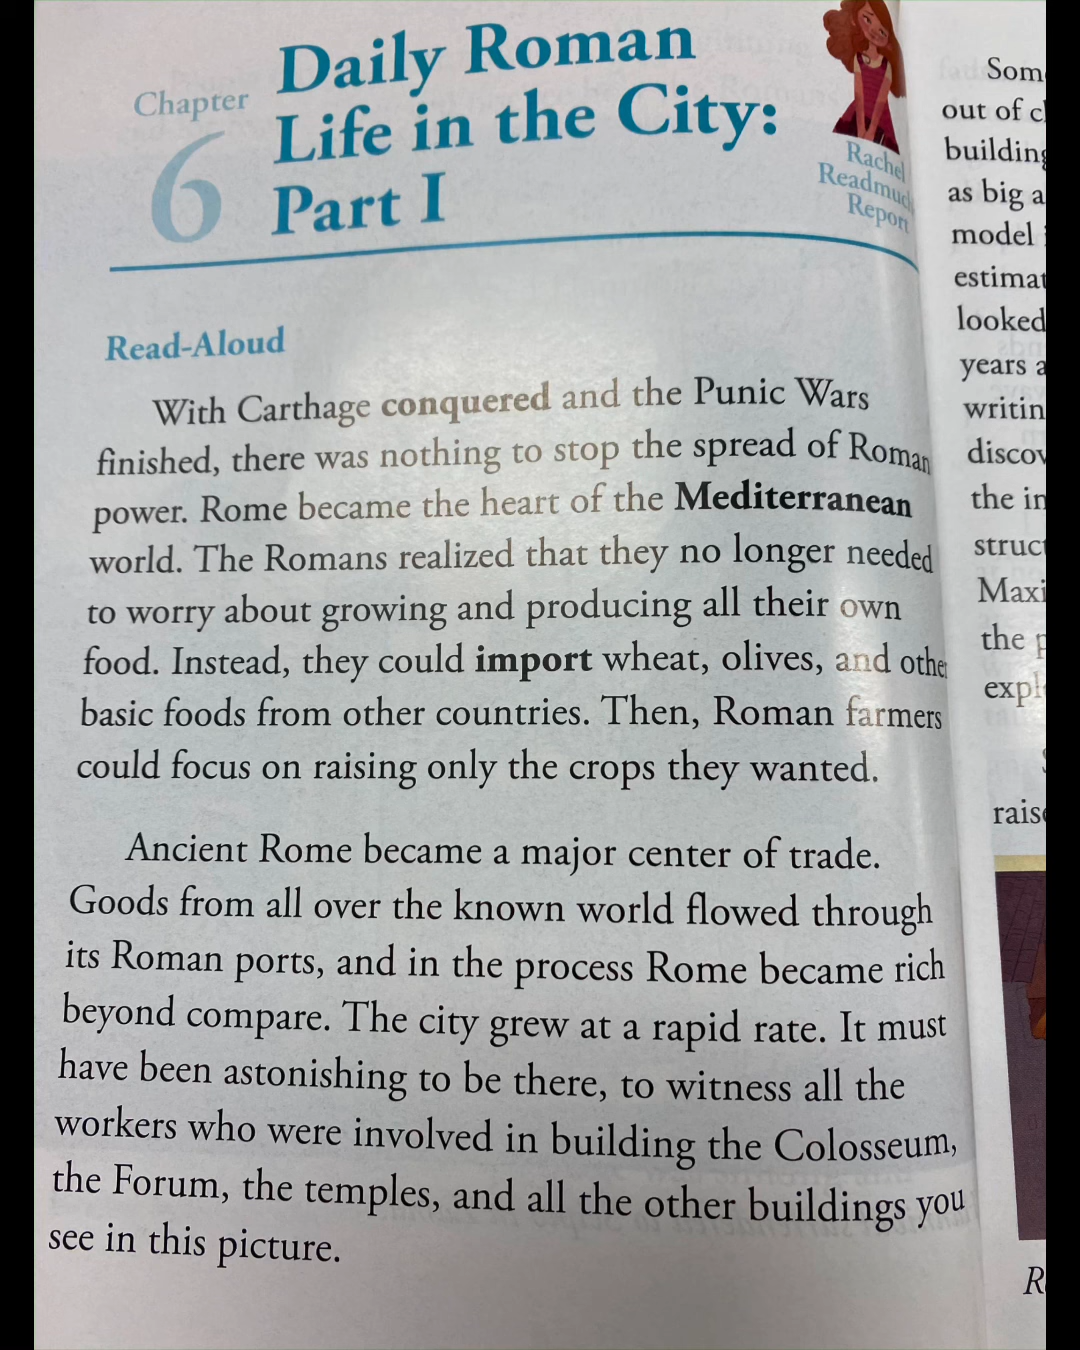 Chapter
6
Daily Roman
Life in the City:
Part I
Rachel
Readmuch
Report
Read-Aloud
With Carthage conquered and the Punic Wars
finished, there was nothing to stop the spread of Roman
power. Rome became the heart of the Mediterranean
world. The Romans realized that they no longer needed
to worry about growing and producing all their own
food. Instead, they could import wheat, olives, and other
basic foods from other countries. Then, Roman farmers
could focus on raising only the crops they wanted.
Ancient Rome became a major center of trade.
Goods from all over the known world flowed through
its Roman ports, and in the process Rome became rich
beyond compare. The city grew at a rapid rate. It must
have been astonishing to be there, to witness all the
workers who were involved in building the Colosseum,
the Forum, the temples, and all the other buildings you
see in this picture.
out of
as big a
model
looked
years a
the in
the